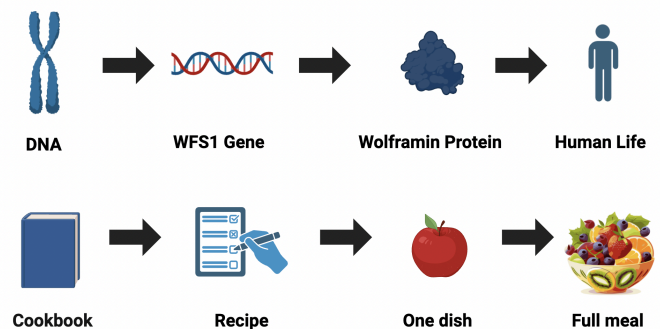 DNA
WFS1 Gene
Wolframin Protein
Human Life
Cookbook
Recipe
One dish
Full meal